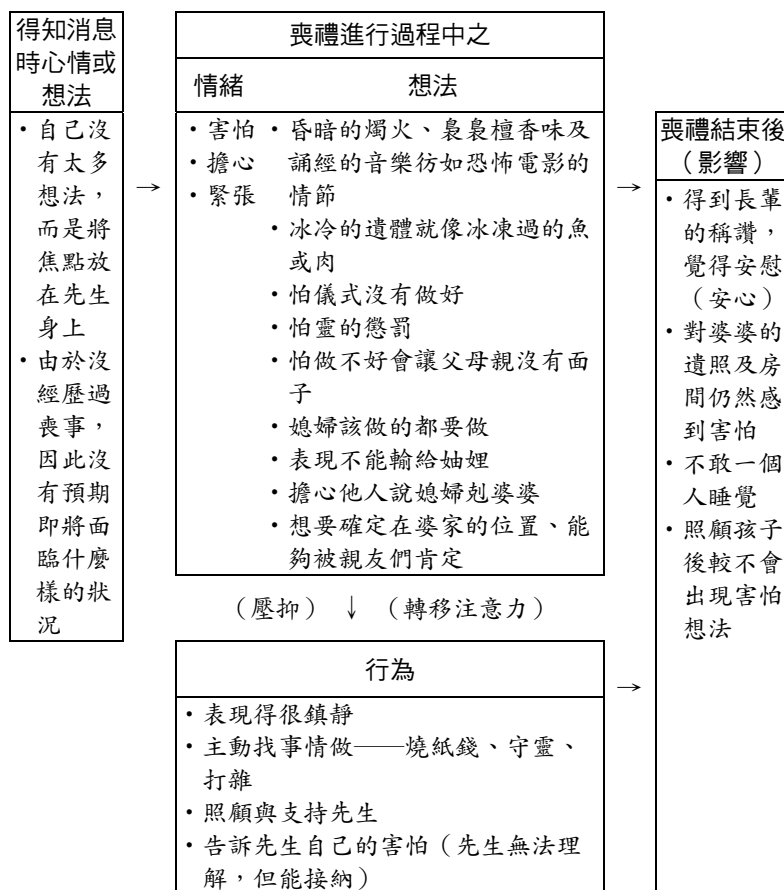 得知消息
時心情或
想法
・自己沒
有太多
想法，
而是將
焦點放
在先生
身上
・由於沒
經歷過
喪事，
因此沒
有預期
即將面
臨什麼
樣的狀
況
→
喪禮進行過程中之
情緒
想法
・害怕
・擔心
・緊張
・昏暗的燭火、裊裊檀香味及
誦經的音樂彷如恐怖電影的
情節
・冰冷的遺體就像冰凍過的魚
或肉
・怕儀式沒有做好
・怕靈的懲罰
・怕做不好會讓父母親沒有面
子
・媳婦該做的都要做
・表現不能輸給妯娌
・擔心他人說媳婦剋婆婆
・想要確定在婆家的位置、能
夠被親友們肯定
（壓抑） ↓ （轉移注意力）
行為
・表現得很鎮靜
・主動找事情做──燒紙錢、守靈、
打雜
・照顧與支持先生
・告訴先生自己的害怕（先生無法理
解，但能接納）
→
→
喪禮結束後
（影響）
・得到長輩
的稱讚，
覺得安慰
（安心）
・對婆婆的
遺照及房
間仍然感
到害怕
・不敢一個
人睡覺
・照顧孩子
後較不會
出現害怕
想法